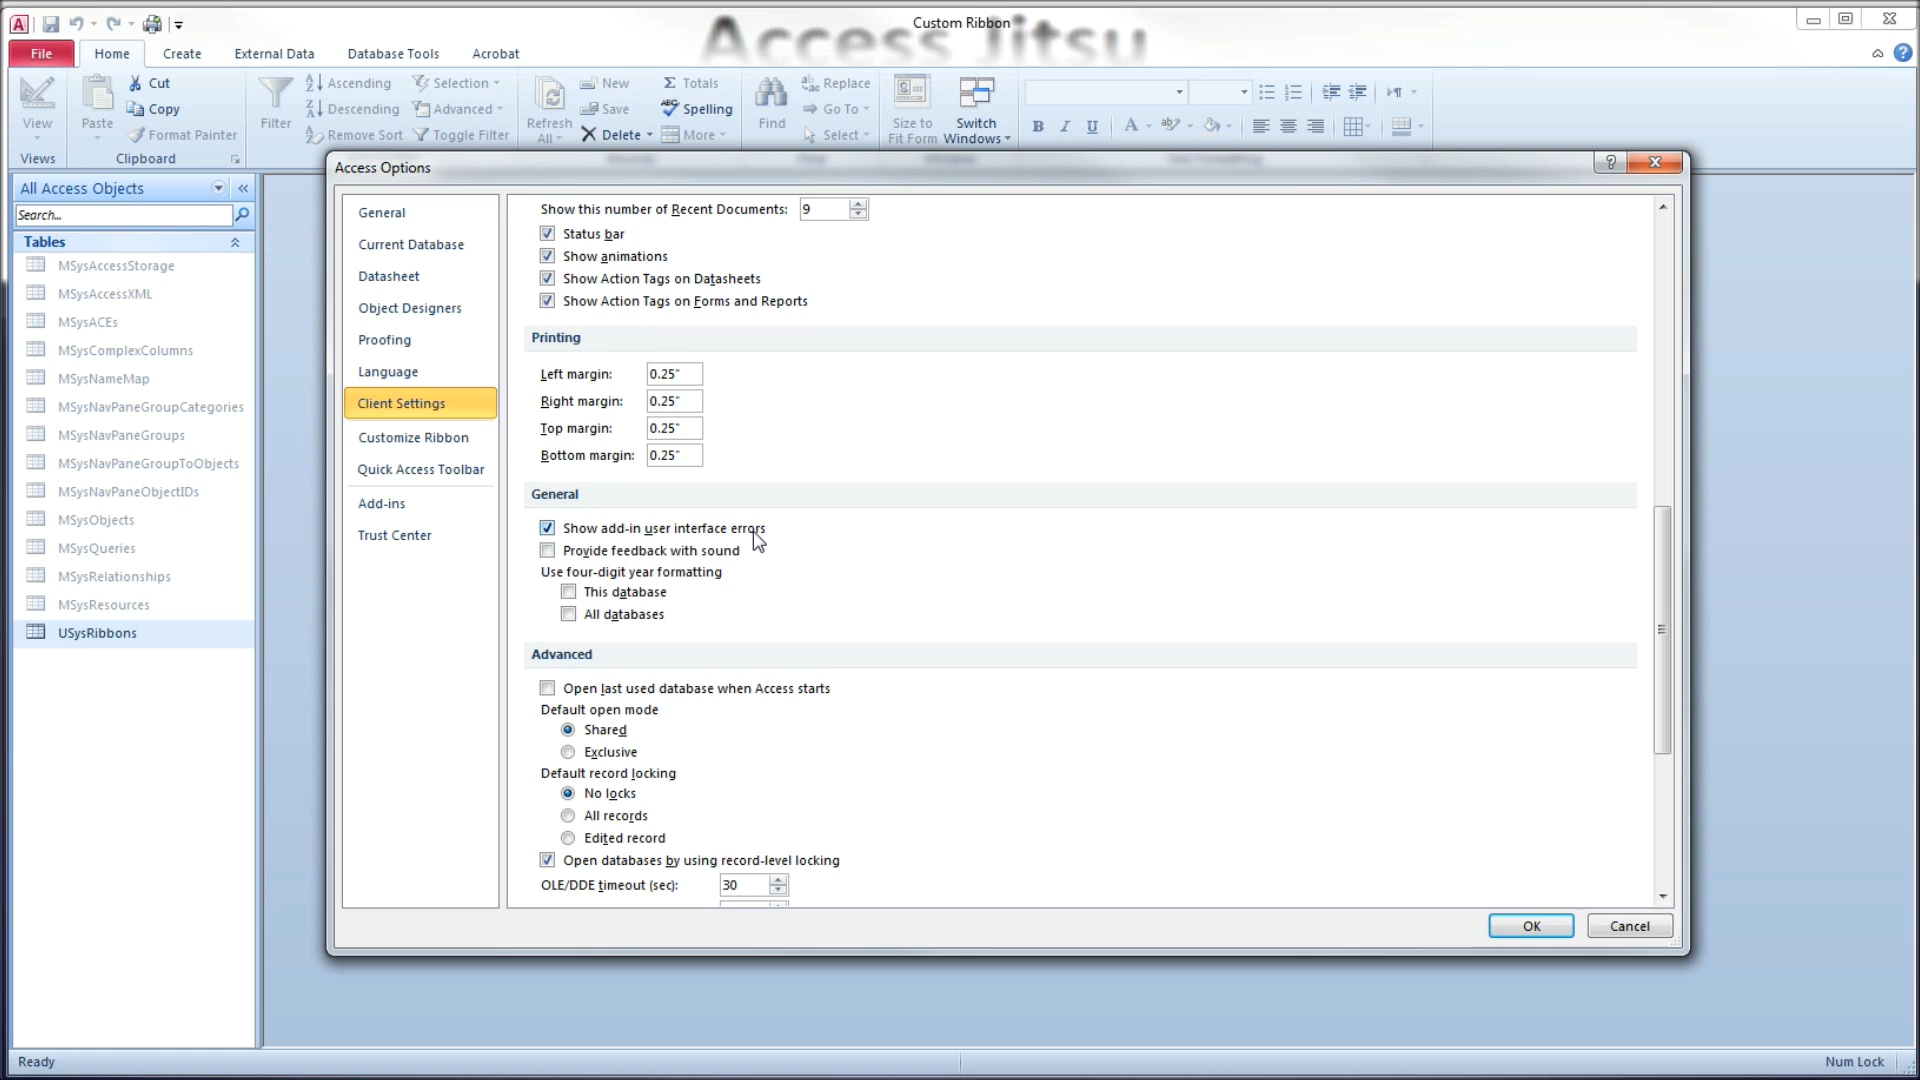 Custom Ribbon
Access Jitsu
File Home Create External Data Database Tools Acrobat
View
Views
Paste
Cut
Copy
Format Painter
Clipboard
Filter
Ascending
Descending
Remove Sort
Selection
Advanced
Toggle Filter
Refresh
All
New
Save
Delete
Totals
Spelling
More
Find
Replace
Go To
Select
Size to
Fit Form
Switch
Windows
B I U A
All Access Objects
Search...
Tables
MSysAccessStorage
MSysAccessXML
MSysACEs
MSysComplexColumns
MSysNameMap
MSysNavPaneGroupCategories
MSysNavPaneGroups
MSysNavPaneGroupToObjects
MSysNavPaneObjectIDs
MSysObjects
MSysQueries
MSysRelationships
MSysResources
USysRibbons
Access Options
General
Current Database
Datasheet
Object Designers
Proofing
Language
Client Settings
Customize Ribbon
Quick Access Toolbar
Add-ins
Trust Center
Show this number of Recent Documents: 9
Status bar
Show animations
Show Action Tags on Datasheets
Show Action Tags on Forms and Reports
Printing
Left margin: 0.25"
Right margin: 0.25"
Top margin: 0.25"
Bottom margin: 0.25"
General
Show add-in user interface errors
Provide feedback with sound
Use four-digit year formatting
This database
All databases
Advanced
Open last used database when Access starts
Default open mode
Shared
Exclusive
Default record locking
No locks
All records
Edited record
Open databases by using record-level locking
OLE/DDE timeout (sec): 30
OK Cancel
Ready
Num Lock